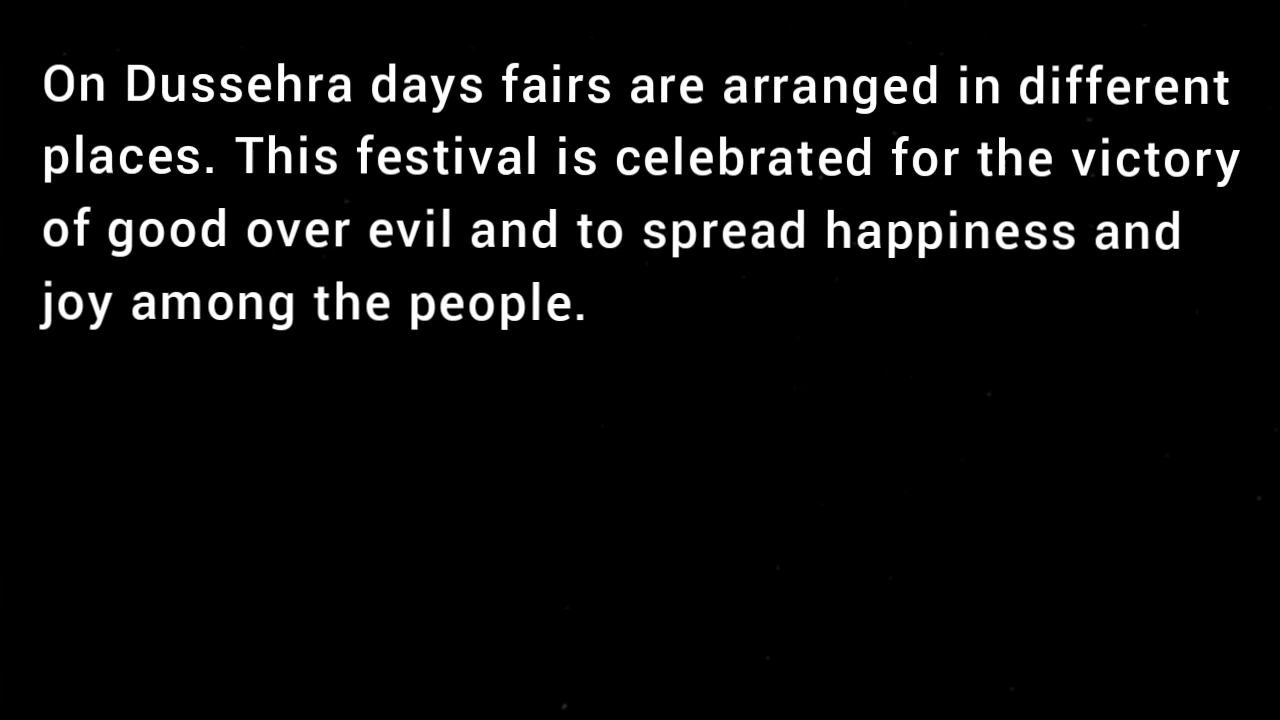 On Dussehra days fairs are arranged in different
places. This festival is celebrated for the victory
of good over evil and to spread happiness and
joy among the people.